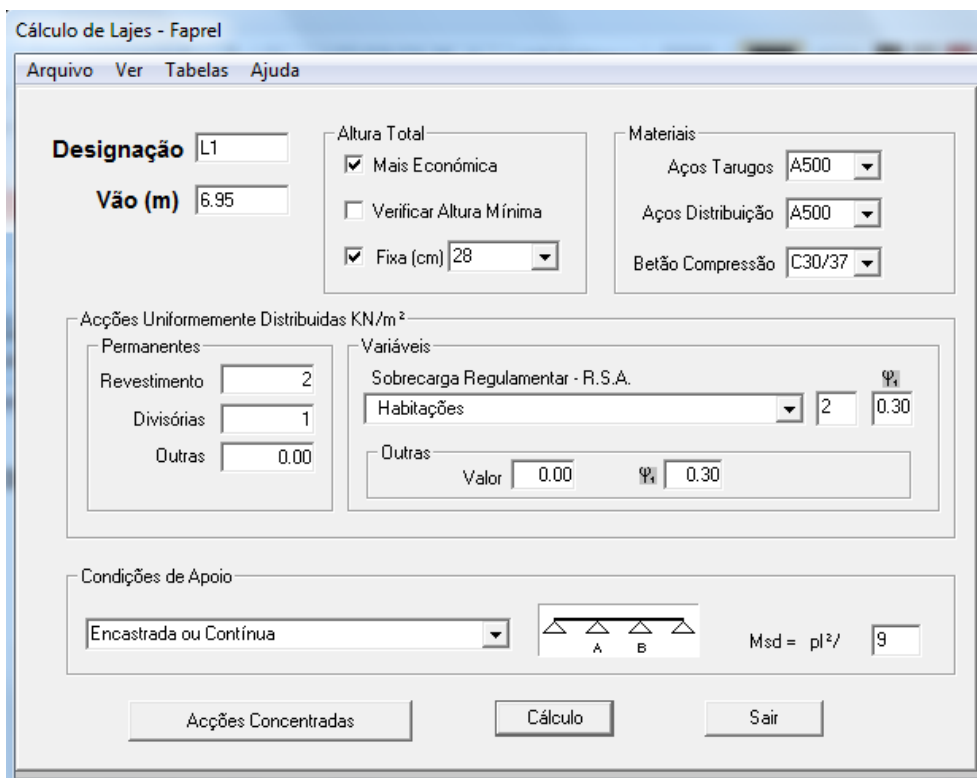 Cálculo de Lajes - Faprel
Arquivo Ver Tabelas Ajuda
Designação L1
Vão (m) 6.95
Altura Total
Mais Económica
Verificar Altura Mínima
Fixa (cm) 28
Materiais
Aços Tarugos A500
Aços Distribuição A500
Betão Compressão C30/37
Acções Uniformemente Distribuidas KN/m²
Permanentes
Revestimento 2
Divisórias 1
Outras 0.00
Variáveis
Sobrecarga Regulamentar - R.S.A. φ₁
Habitações 2 0.30
Outras
Valor 0.00 φ₁ 0.30
Condições de Apoio
Encastrada ou Contínua
A B
Msd = pl²/ 9
Acções Concentradas Cálculo Sair